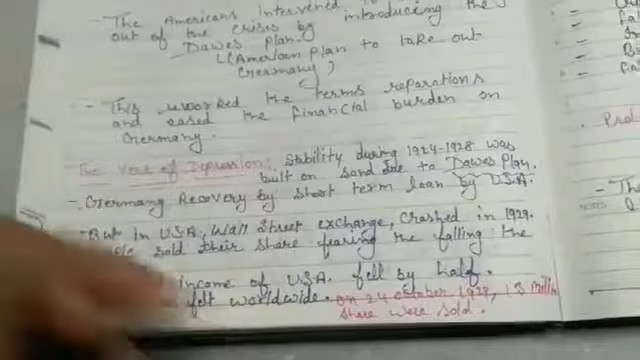 - The Americans intervened
out of the crisis by introducing the
Dawes Plan.
(American plan to take out
Germany)
- This reworked the terms reparations
and eased the financial burden on
Germany.
The Year of Depression: Stability during 1924-1928 was
built on sand due to Dawes Plan.
- Germany Recovery by short term loan by U.S.A.
But in U.S.A, Wall Street exchange, crashed in 1929.
sold their share fearing the falling the
income of U.S.A. fell by half.
felt worldwide. on 24 october 1929, 13 million
share were sold.